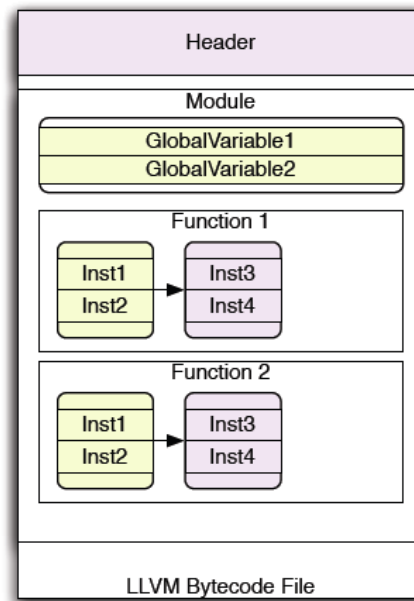 Header
Module
GlobalVariable1
GlobalVariable2
Function 1
Inst1
Inst2
Inst3
Inst4
Function 2
Inst1
Inst2
Inst3
Inst4
LLVM Bytecode File